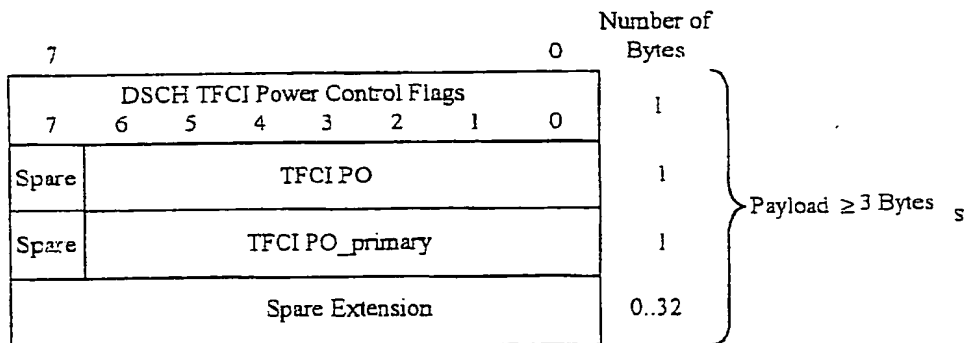 Number of
Bytes
7 0
DSCH TFCI Power Control Flags
7 6 5 4 3 2 1 0
1
Spare TFCI PO 1
Payload ≥ 3 Bytes s
Spare TFCI PO_primary 1
Spare Extension 0..32